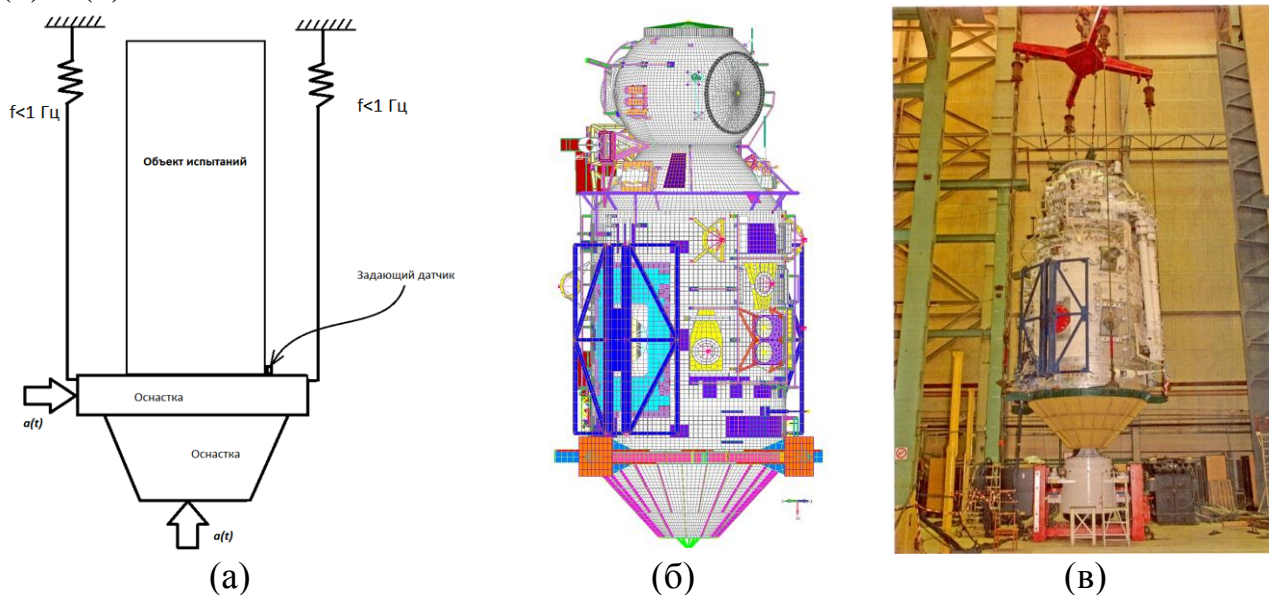 f<1 Гц
f<1 Гц
Объект испытаний
Задающий датчик
Оснастка
a(t)
Оснастка
a(t)
(а)
(б)
(в)